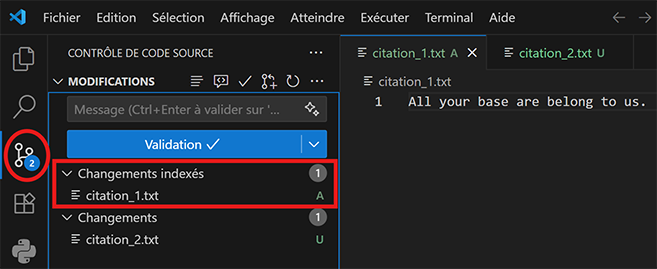 Fichier Edition Sélection Affichage Atteindre Exécuter Terminal Aide
CONTRÔLE DE CODE SOURCE
citation_1.txt A
citation_2.txt U
MODIFICATIONS
citation_1.txt
Message (Ctrl+Enter à valider sur '...
1 All your base are belong to us.
Validation
2
Changements indexés 1
citation_1.txt A
Changements 1
citation_2.txt U